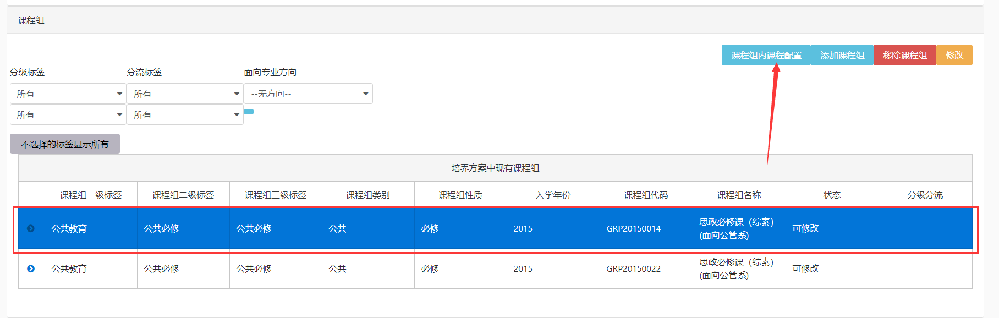 课程组
课程组内课程配置 添加课程组 移除课程组 修改
分级标签 分流标签 面向专业方向
所有 所有 --无方向--
所有 所有
不选择的标签显示所有
培养方案中现有课程组
课程组一级标签 课程组二级标签 课程组三级标签 课程组类别 课程组性质 入学年份 课程组代码 课程组名称 状态 分级分流
公共教育 公共必修 公共必修 公共 必修 2015 GRP20150014 思政必修课（综素）
(面向公管系) 可修改
公共教育 公共必修 公共必修 公共 必修 2015 GRP20150022 思政必修课（综素）
(面向公管系) 可修改